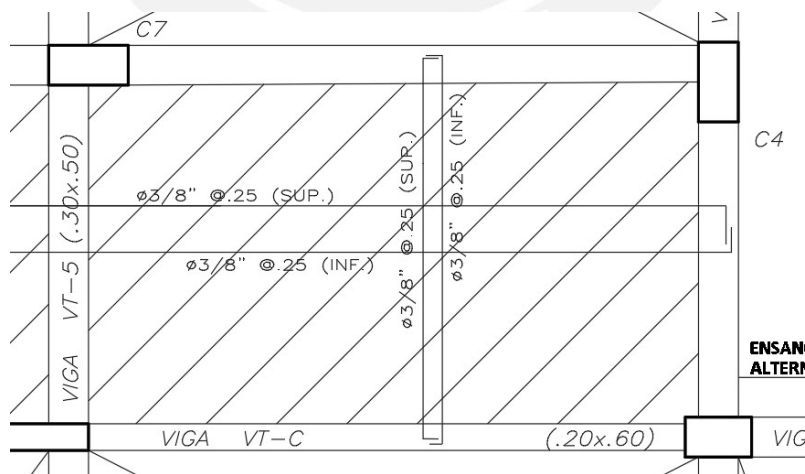 C7
V
C4
ø3/8" @.25 (SUP.)
ø3/8" @.25 (INF.)
ø3/8" @.25 (SUP.)
ø3/8" @.25 (INF.)
VIGA VT-5 (.30x.50)
ENSAN
ALTERN
VIGA VT-C (.20x.60)
VIG